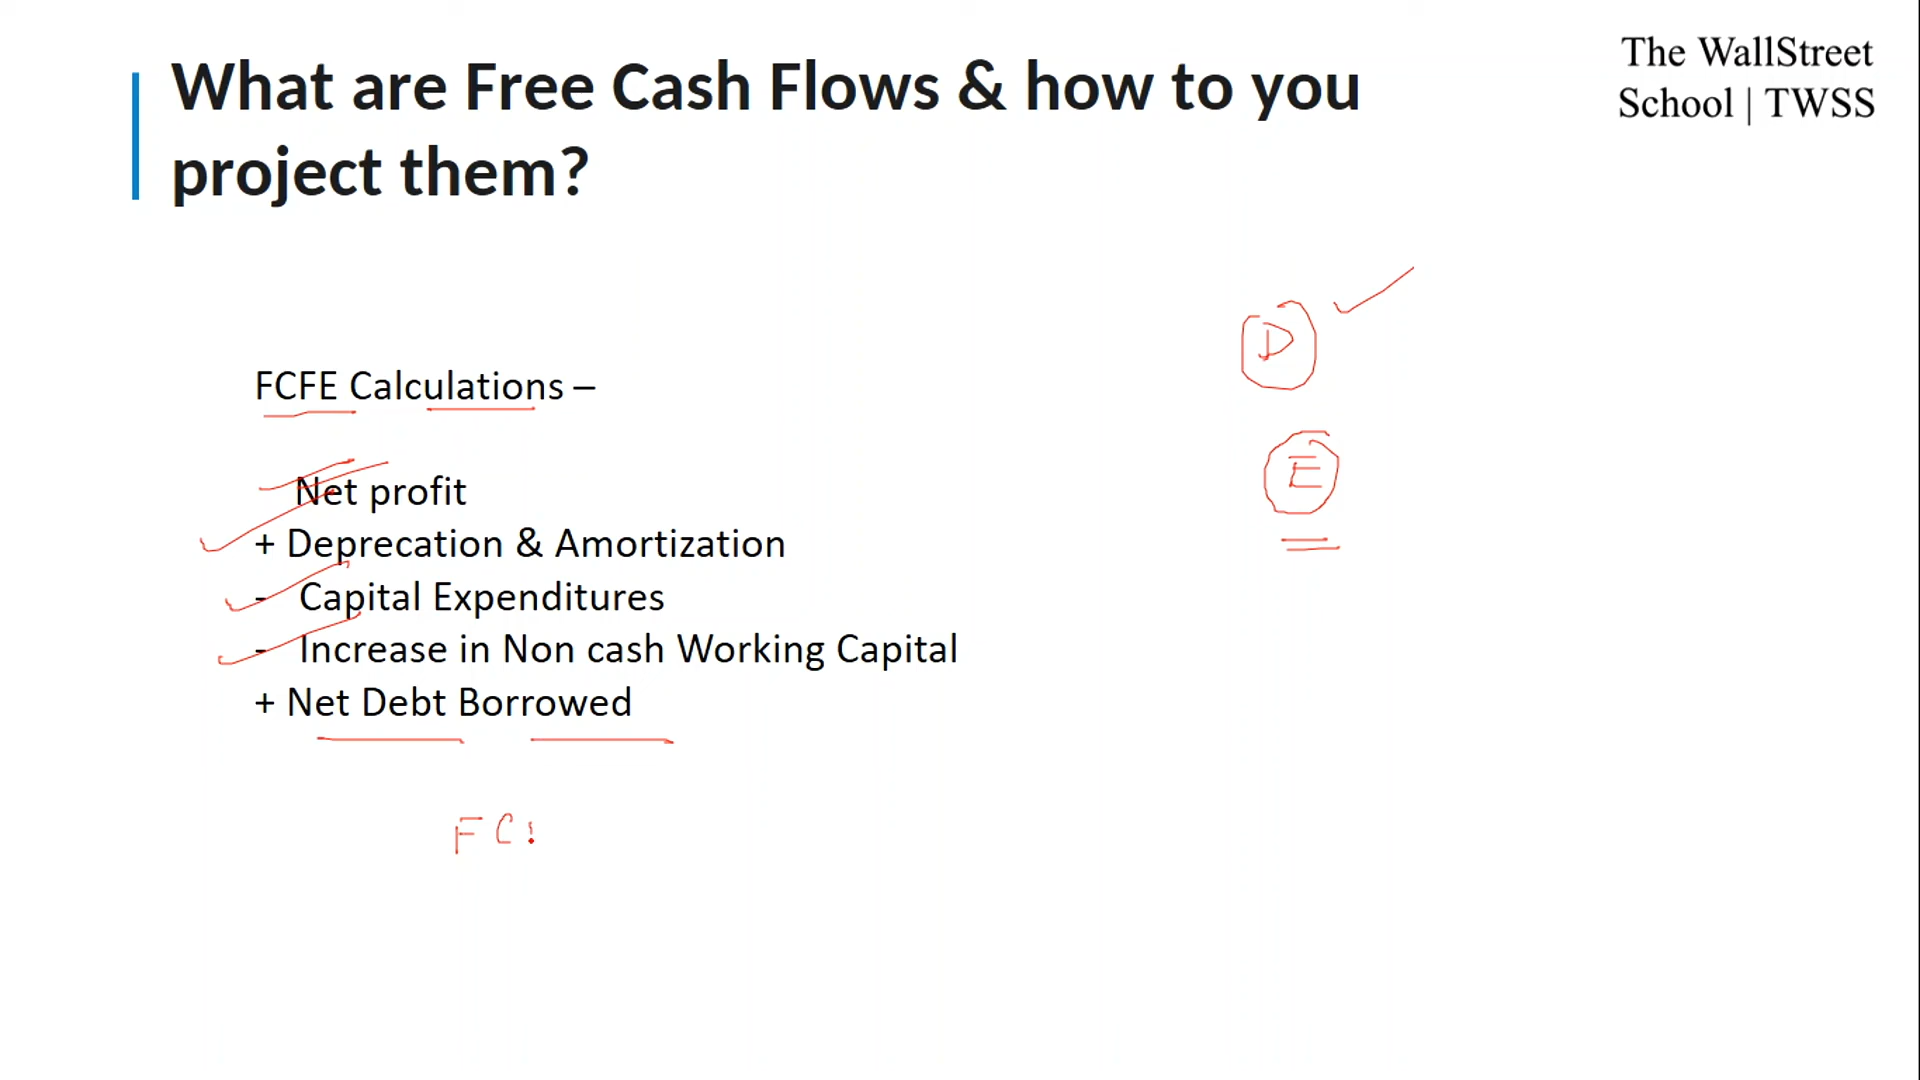 What are Free Cash Flows & how to you
project them?
The WallStreet
School | TWSS
D
E
FCFE Calculations –
Net profit
+ Deprecation & Amortization
- Capital Expenditures
- Increase in Non cash Working Capital
+ Net Debt Borrowed
FC